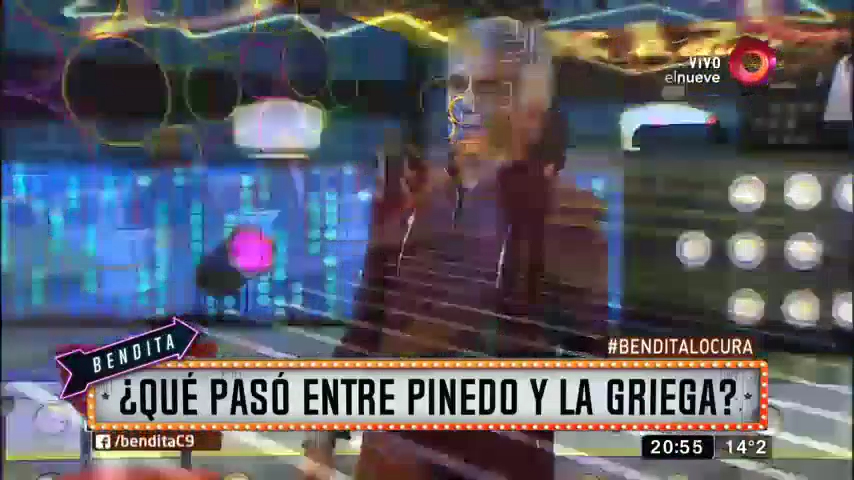 VIVO
elnueve
#BENDITALOCURA
BENDITA
¿QUÉ PASÓ ENTRE PINEDO Y LA GRIEGA?
/benditaC9
20:55 14°2